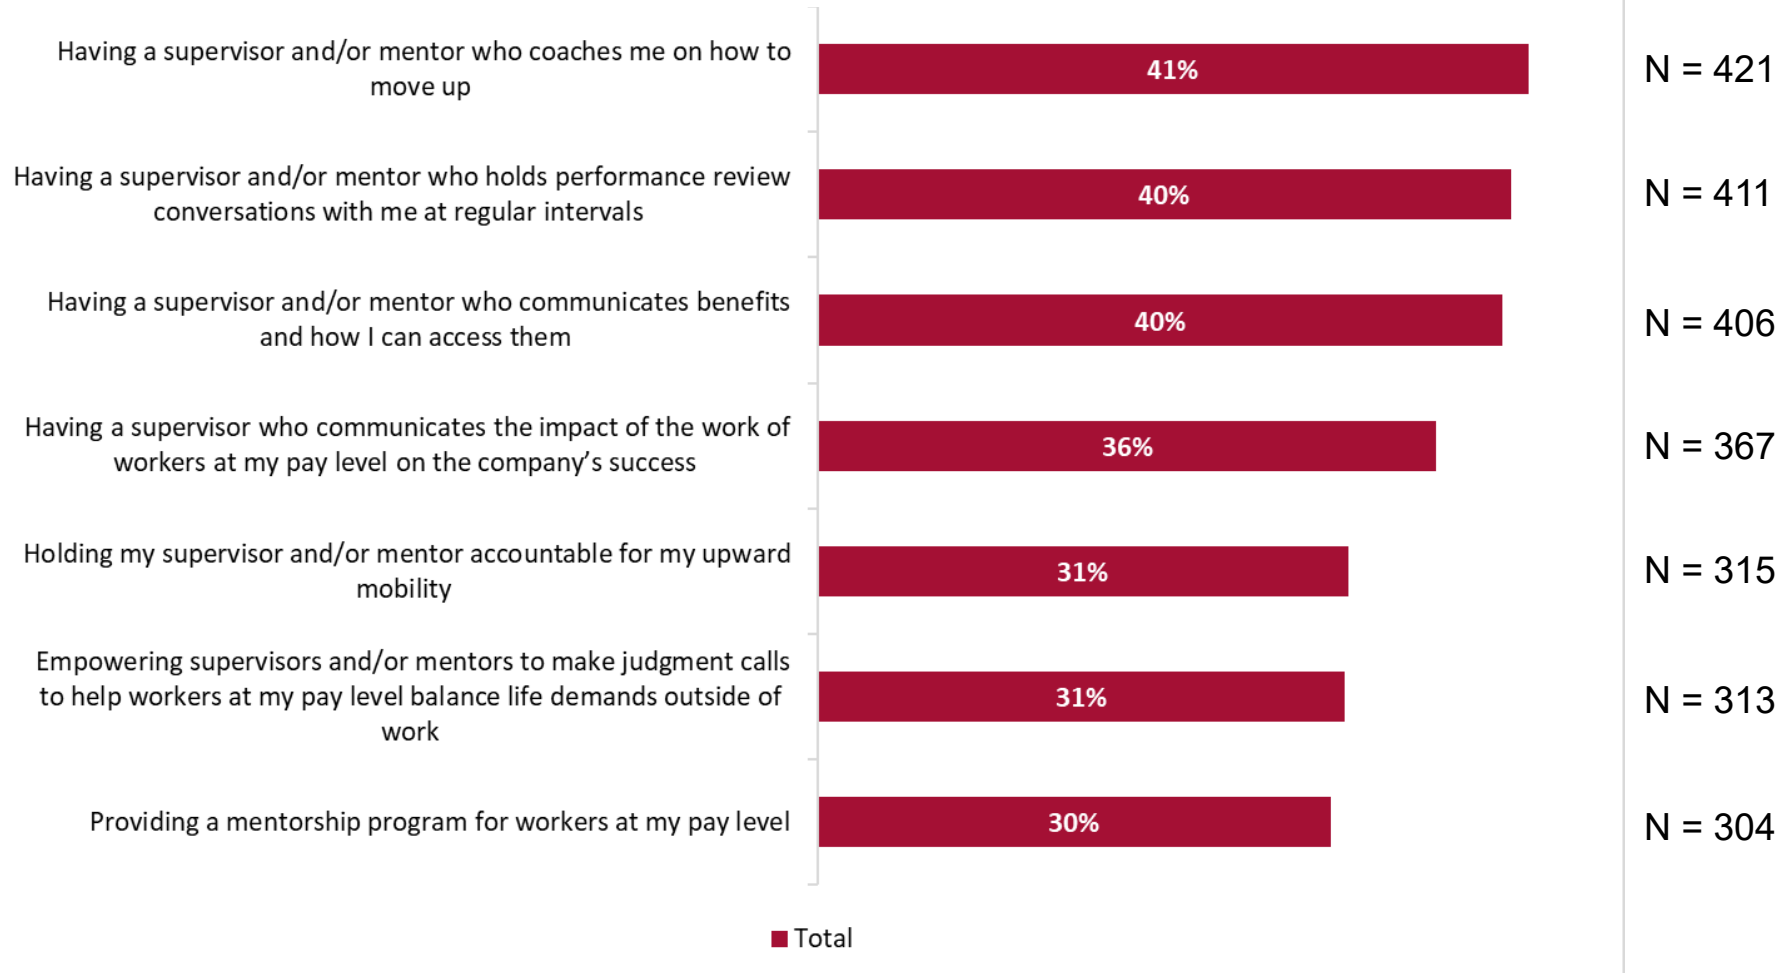 Having a supervisor and/or mentor who coaches me on how to
move up
41%
N = 421
Having a supervisor and/or mentor who holds performance review
conversations with me at regular intervals
40%
N = 411
Having a supervisor and/or mentor who communicates benefits
and how I can access them
40%
N = 406
Having a supervisor who communicates the impact of the work of
workers at my pay level on the company’s success
36%
N = 367
Holding my supervisor and/or mentor accountable for my upward
mobility
31%
N = 315
Empowering supervisors and/or mentors to make judgment calls
to help workers at my pay level balance life demands outside of
work
31%
N = 313
Providing a mentorship program for workers at my pay level
30%
N = 304
Total